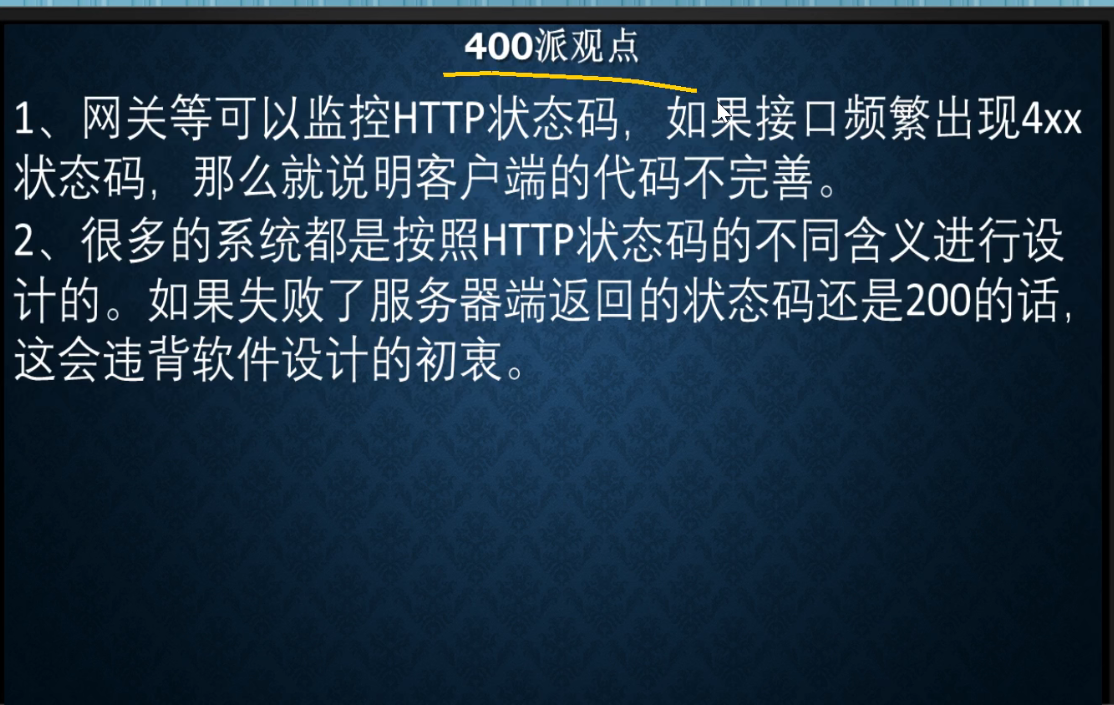 400派观点
1、网关等可以监控HTTP状态码，如果接口频繁出现4xx
状态码，那么就说明客户端的代码不完善。
2、很多的系统都是按照HTTP状态码的不同含义进行设
计的。如果失败了服务器端返回的状态码还是200的话，
这会违背软件设计的初衷。